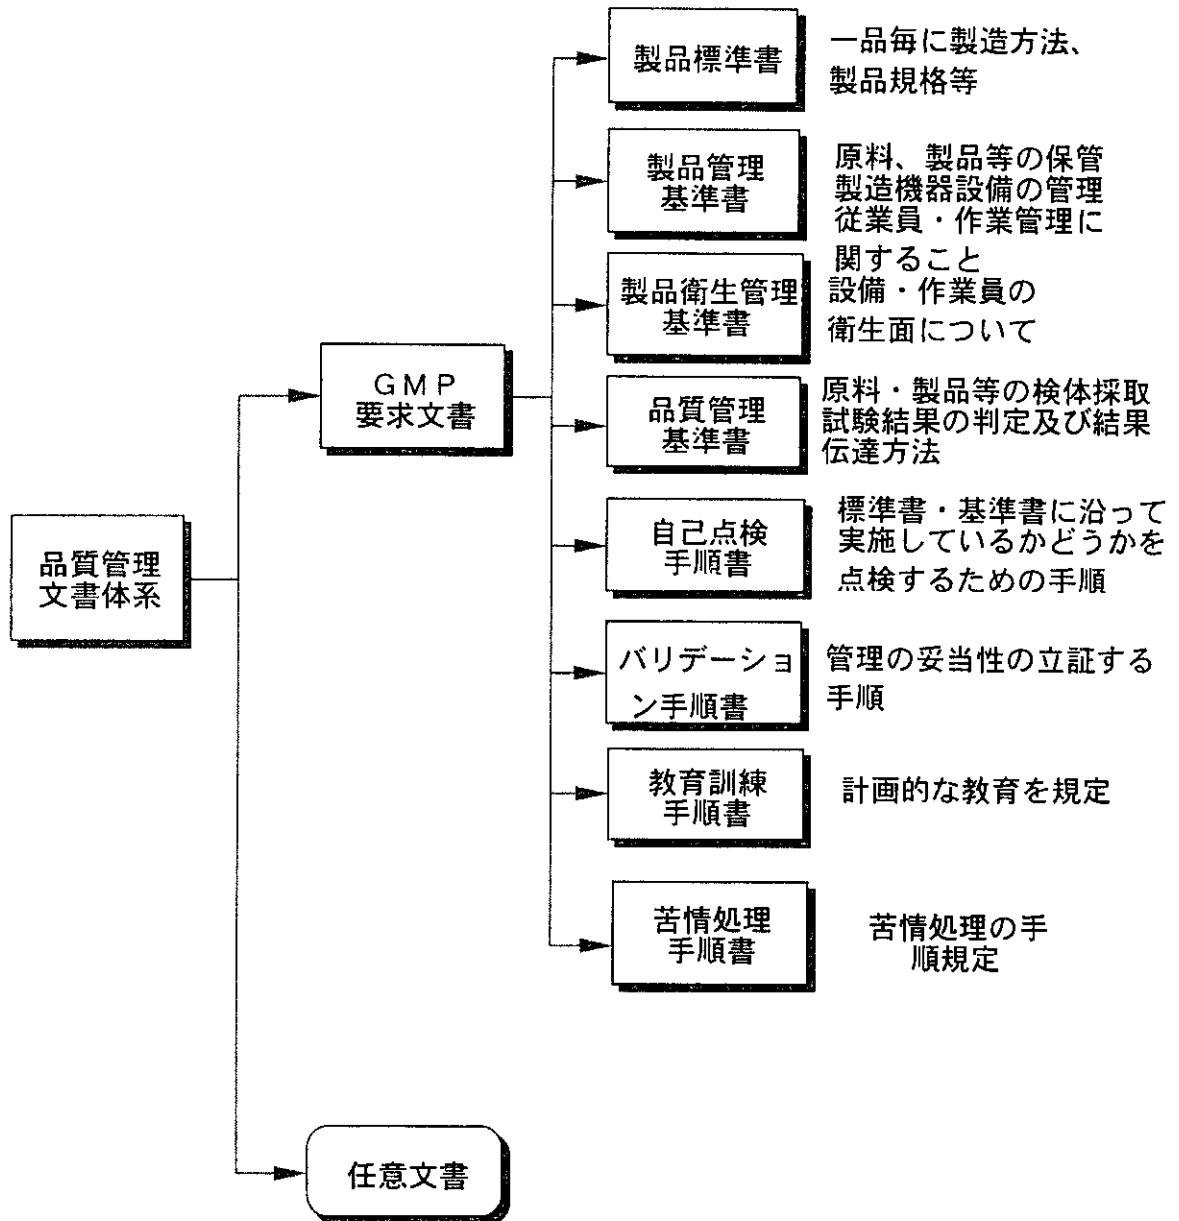 製品標準書
一品毎に製造方法、
製品規格等
製品管理
基準書
原料、製品等の保管
製造機器設備の管理
従業員・作業管理に
関すること
製品衛生管理
基準書
設備・作業員の
衛生面について
GMP
要求文書
品質管理
基準書
原料・製品等の検体採取
試験結果の判定及び結果
伝達方法
品質管理
文書体系
自己点検
手順書
標準書・基準書に沿って
実施しているかどうかを
点検するための手順
バリデーショ
ン手順書
管理の妥当性の立証する
手順
教育訓練
手順書
計画的な教育を規定
苦情処理
手順書
苦情処理の手
順規定
任意文書